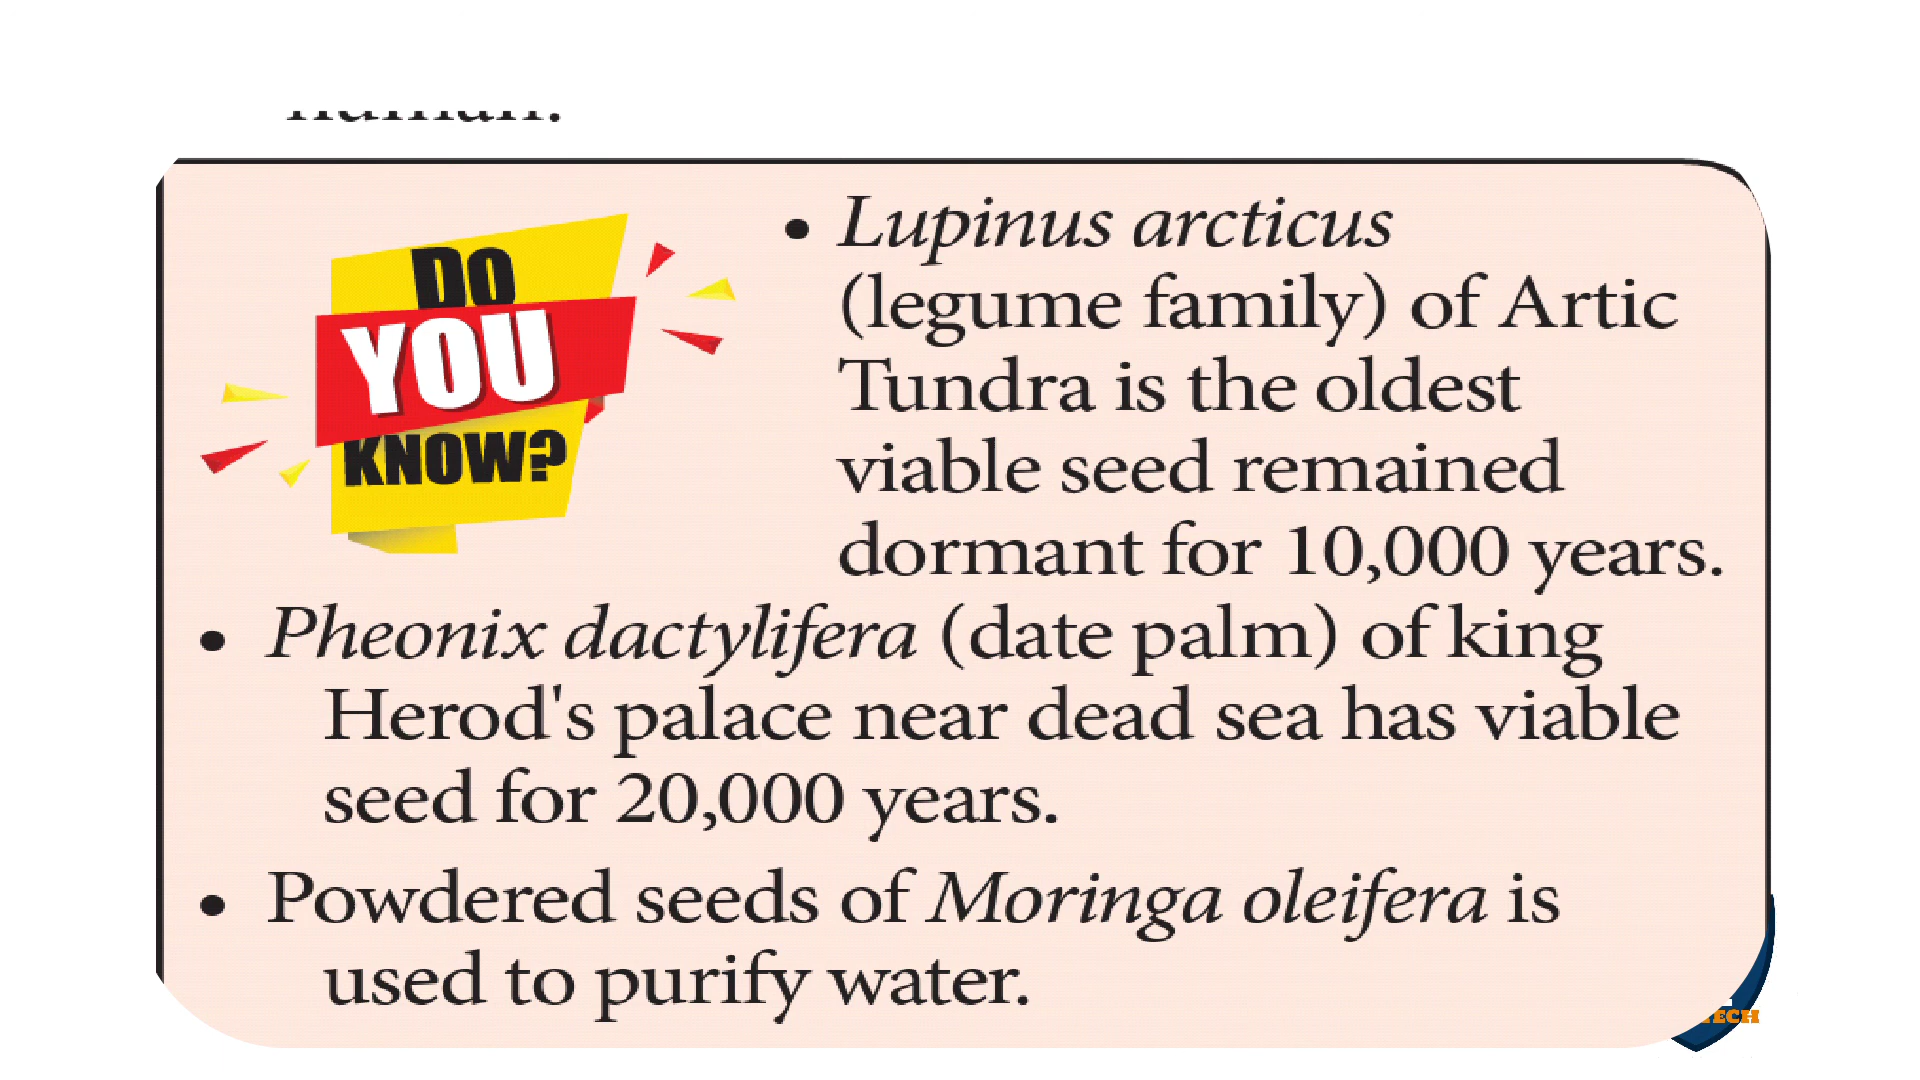 human.
DO
YOU
KNOW?
• Lupinus arcticus
(legume family) of Artic
Tundra is the oldest
viable seed remained
dormant for 10,000 years.
• Pheonix dactylifera (date palm) of king
Herod's palace near dead sea has viable
seed for 20,000 years.
• Powdered seeds of Moringa oleifera is
used to purify water.